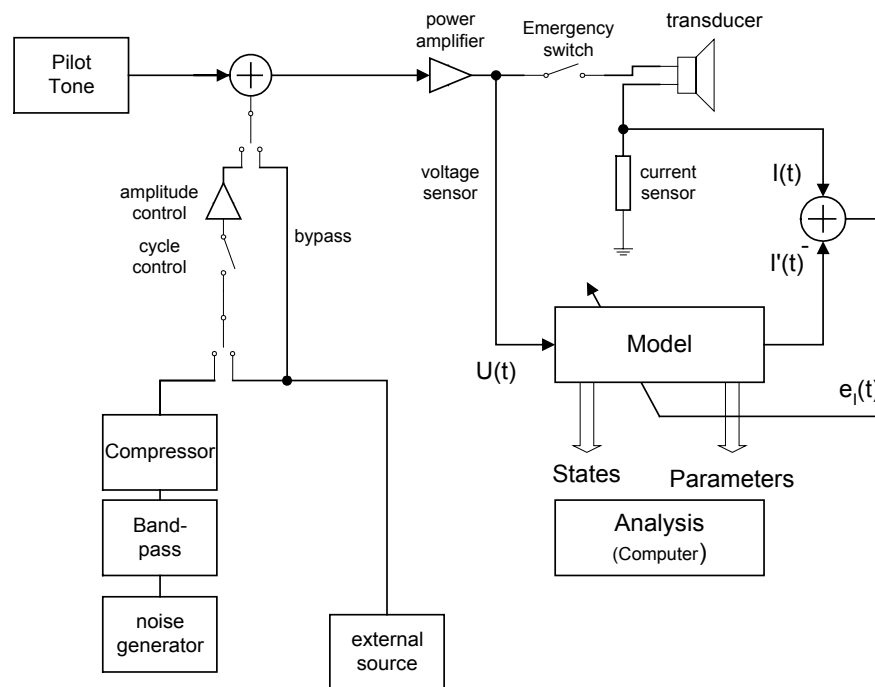 transducer
power
amplifier
Emergency
switch
Pilot
Tone
voltage
sensor
current
sensor
I(t)
amplitude
control
cycle
control
bypass
I'(t)
-
Model
U(t)
e_I(t)
Compressor
States
Parameters
Band-
pass
Analysis
(Computer)
noise
generator
external
source